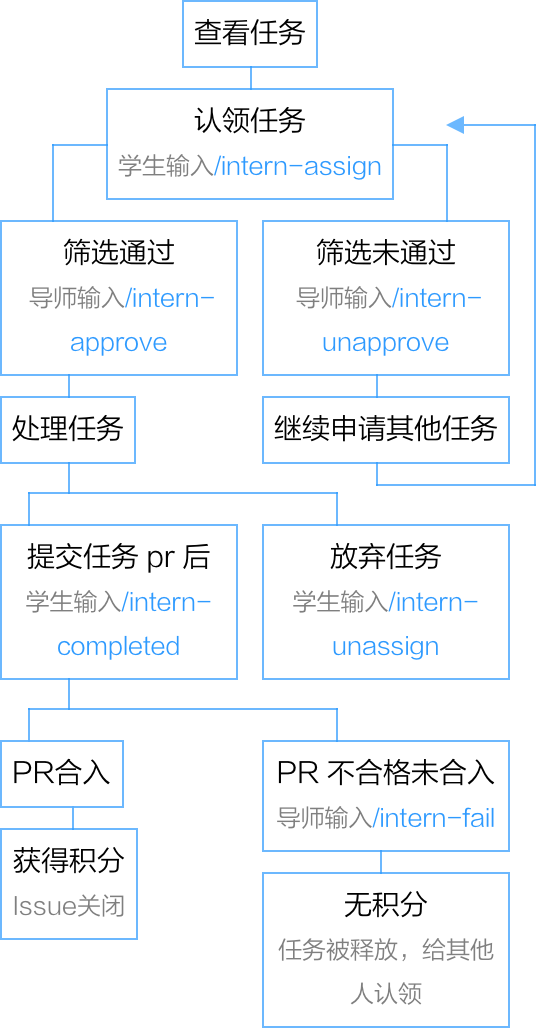 查看任务
认领任务
学生输入/intern-assign
筛选通过
导师输入/intern-
approve
筛选未通过
导师输入/intern-
unapprove
处理任务
继续申请其他任务
提交任务 pr 后
学生输入/intern-
completed
放弃任务
学生输入/intern-
unassign
PR合入
PR 不合格未合入
导师输入/intern-fail
获得积分
Issue关闭
无积分
任务被释放，给其他
人认领